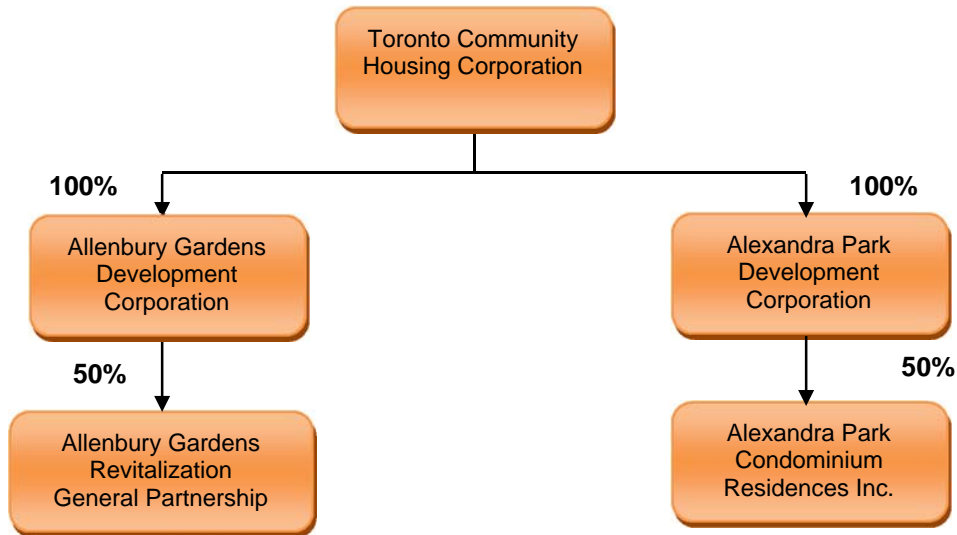 Toronto Community
Housing Corporation
100%
100%
Allenbury Gardens
Development
Corporation
Alexandra Park
Development
Corporation
50%
50%
Allenbury Gardens
Revitalization
General Partnership
Alexandra Park
Condominium
Residences Inc.